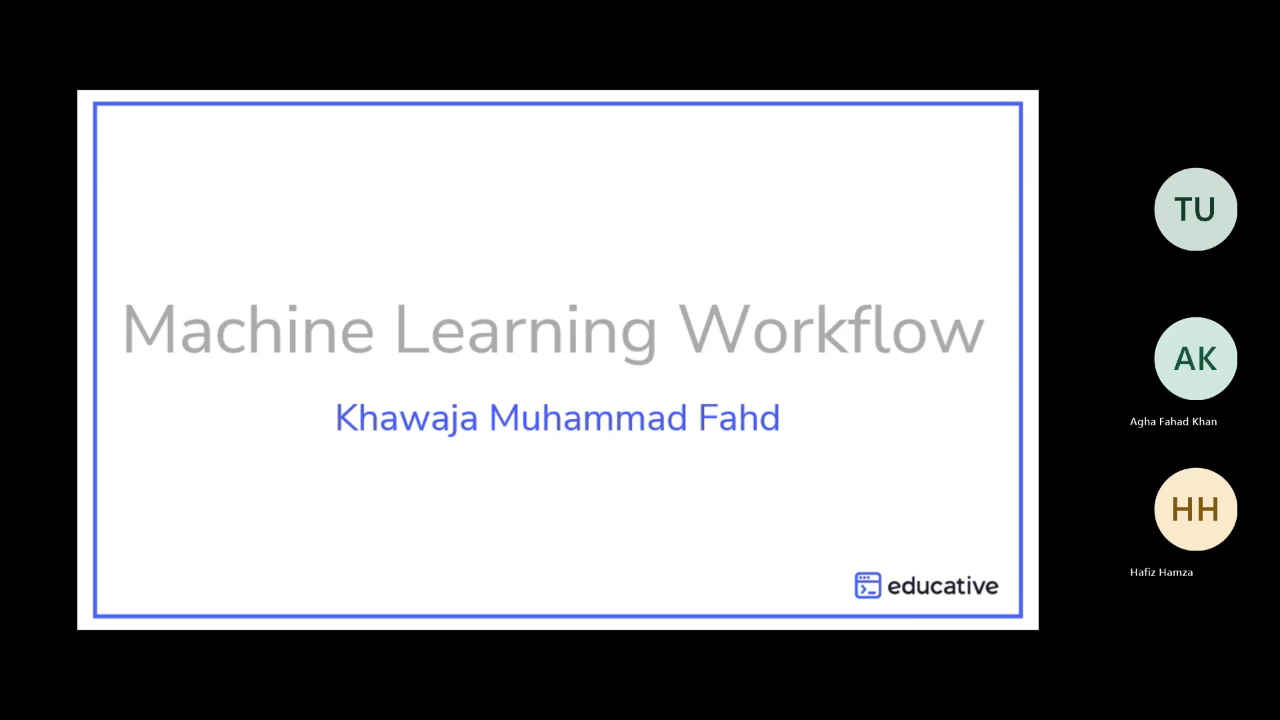 Machine Learning Workflow
Khawaja Muhammad Fahd
educative
TU
AK
Agha Fahad Khan
HH
Hafiz Hamza